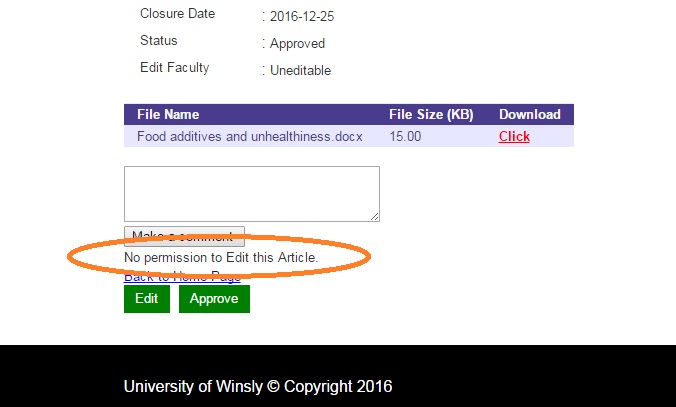 Closure Date : 2016-12-25
Status : Approved
Edit Faculty : Uneditable
File Name File Size (KB) Download
Food additives and unhealthiness.docx 15.00 Click
Make a comment
No permission to Edit this Article.
Back to Home Page
Edit Approve
University of Winsly © Copyright 2016